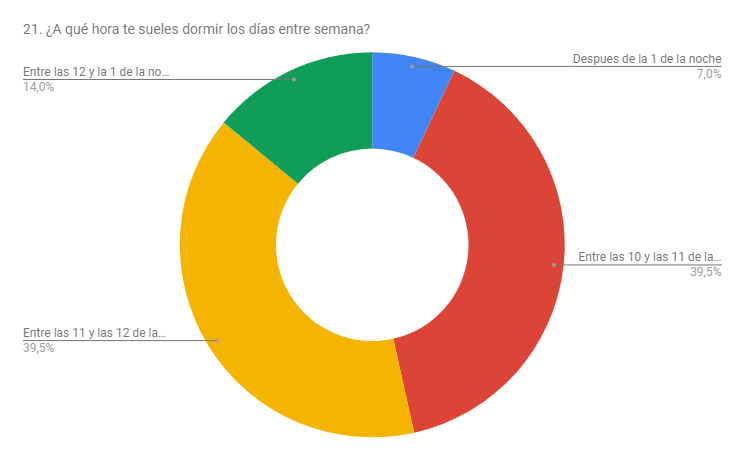 21. ¿A qué hora te sueles dormir los días entre semana?
Despues de la 1 de la noche
7,0%
Entre las 12 y la 1 de la no…
14,0%
Entre las 10 y las 11 de la…
39,5%
Entre las 11 y las 12 de la…
39,5%